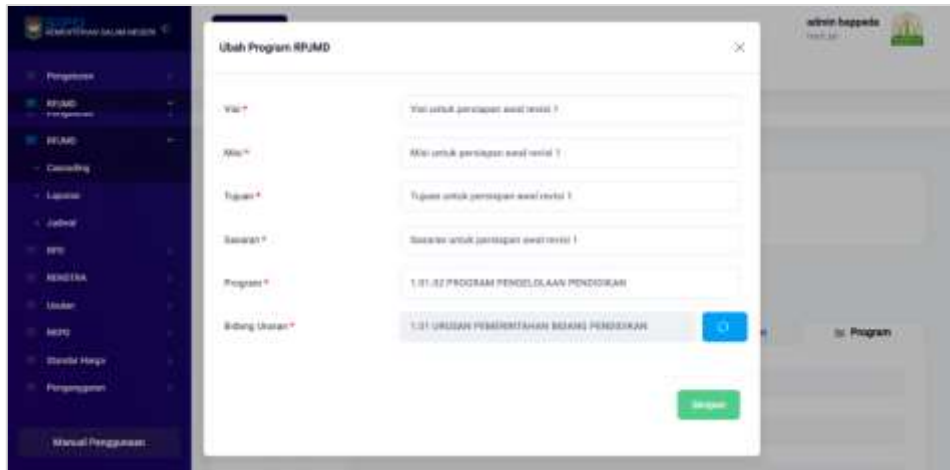 KEMENTERIAN DALAM NEGERI
admin bappeda
Ubah Program RPJMD
Pengaturan
RPJMD
Pengaturan
RPJMD
Cascading
Laporan
Jadwal
RPD
RENSTRA
Usulan
RKPD
Standar Harga
Penganggaran
Manual Penggunaan
Visi *
Visi untuk persiapan awal revisi 1
Misi *
Misi untuk persiapan awal revisi 1
Tujuan *
Tujuan untuk persiapan awal revisi 1
Sasaran *
Sasaran untuk persiapan awal revisi 1
Program *
1.01.02 PROGRAM PENGELOLAAN PENDIDIKAN
Bidang Urusan *
1.01 URUSAN PEMERINTAHAN BIDANG PENDIDIKAN
Program
Simpan